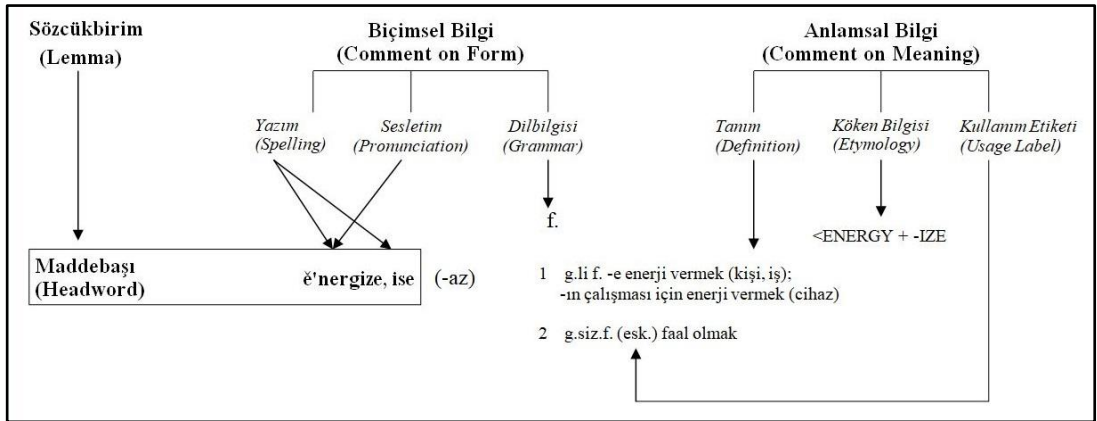 Sözcükbirim
(Lemma)
Biçimsel Bilgi
(Comment on Form)
Anlamsal Bilgi
(Comment on Meaning)
Yazım
(Spelling)
Sesletim
(Pronunciation)
Dilbilgisi
(Grammar)
Tanım
(Definition)
Köken Bilgisi
(Etymology)
Kullanım Etiketi
(Usage Label)
f.
<ENERGY + -IZE
Maddebaşı
(Headword)
ĕ'nergize, ise (-az)
1 g.li f. -e enerji vermek (kişi, iş);
-ın çalışması için enerji vermek (cihaz)
2 g.siz.f. (esk.) faal olmak